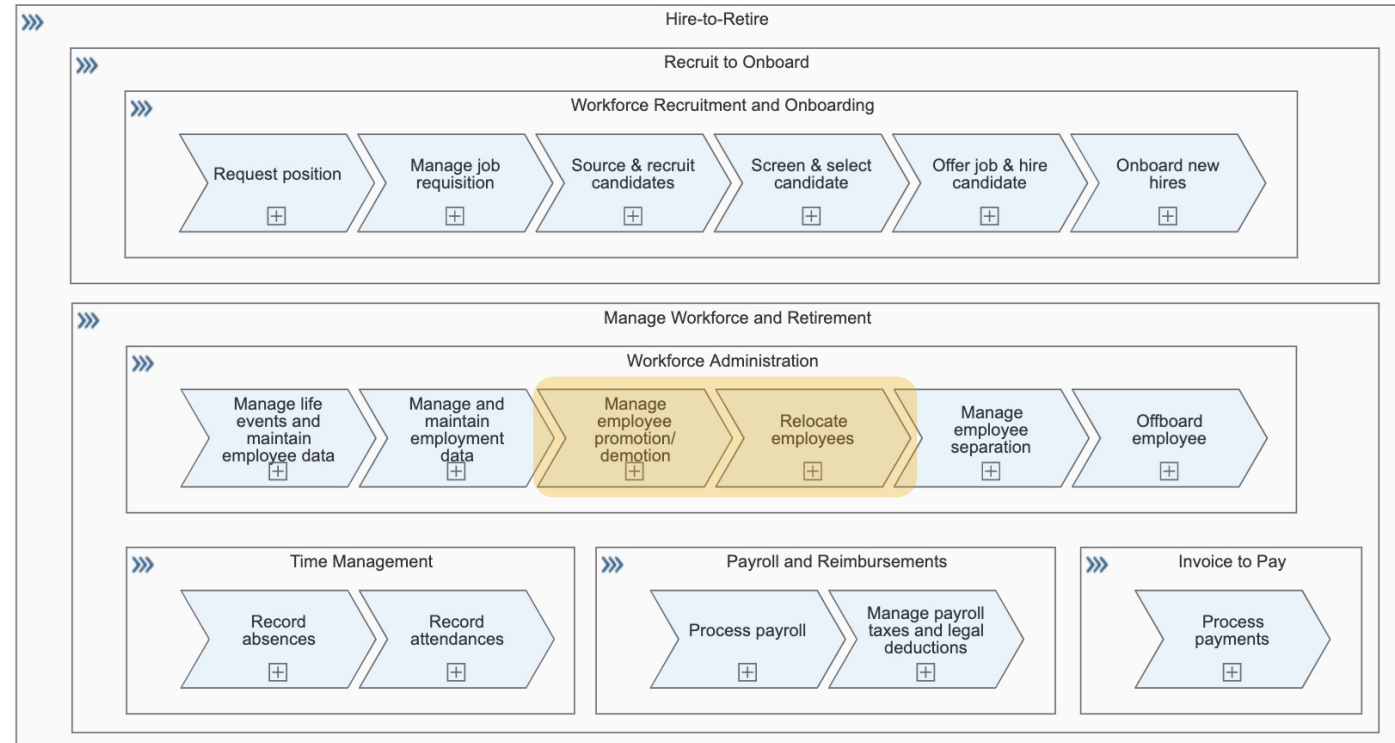 Hire-to-Retire
Recruit to Onboard
Workforce Recruitment and Onboarding
Request position
Manage job
requisition
Source & recruit
candidates
Screen & select
candidate
Offer job & hire
candidate
Onboard new
hires
Manage Workforce and Retirement
Workforce Administration
Manage life
events and
maintain
employee data
Manage and
maintain
employment
data
Manage
employee
promotion/
demotion
Relocate
employees
Manage
employee
separation
Offboard
employee
Time Management
Record
absences
Record
attendances
Payroll and Reimbursements
Process payroll
Manage payroll
taxes and legal
deductions
Invoice to Pay
Process
payments